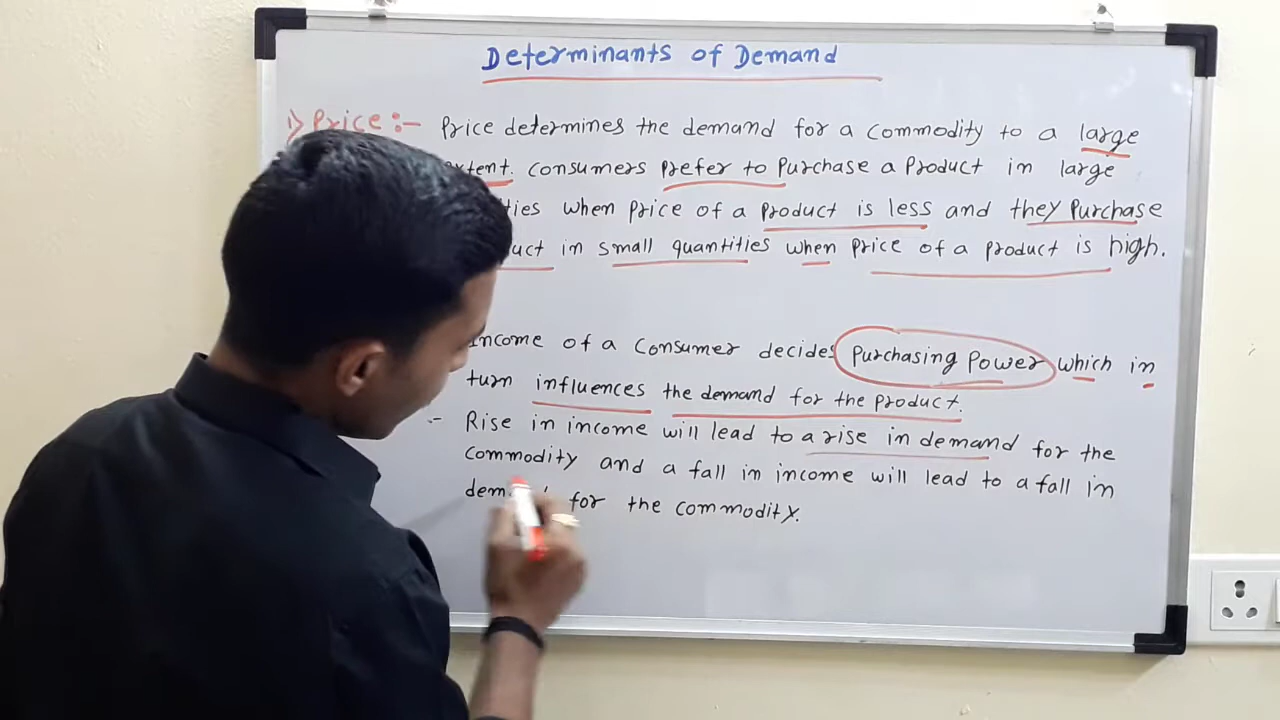 Determinants of Demand
1) Price :- Price determines the demand for a commodity to a large
extent. consumers prefer to purchase a product in large
when price of a product is less and they purchase
in small quantities when price of a product is high.
Income of a consumer decides purchasing power which in
turn influences the demand for the product.
:- Rise in income will lead to a rise in demand for the
commodity and a fall in income will lead to a fall in
for the commodity.